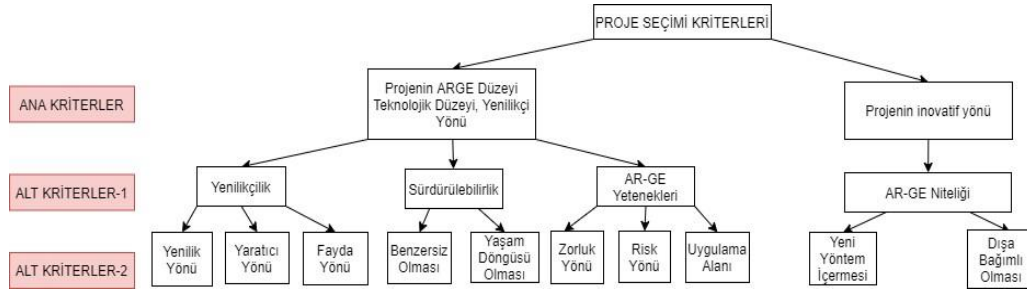 PROJE SEÇİMİ KRİTERLERİ
ANA KRİTERLER
Projenin ARGE Düzeyi
Teknolojik Düzeyi, Yenilikçi
Yönü
Projenin inovatif yönü
ALT KRİTERLER-1
Yenilikçilik
Sürdürülebilirlik
AR-GE
Yetenekleri
AR-GE Niteliği
ALT KRİTERLER-2
Yenilik
Yönü
Yaratıcı
Yönü
Fayda
Yönü
Benzersiz
Olması
Yaşam
Döngüsü
Olması
Zorluk
Yönü
Risk
Yönü
Uygulama
Alanı
Yeni
Yöntem
İçermesi
Dışa
Bağımlı
Olması